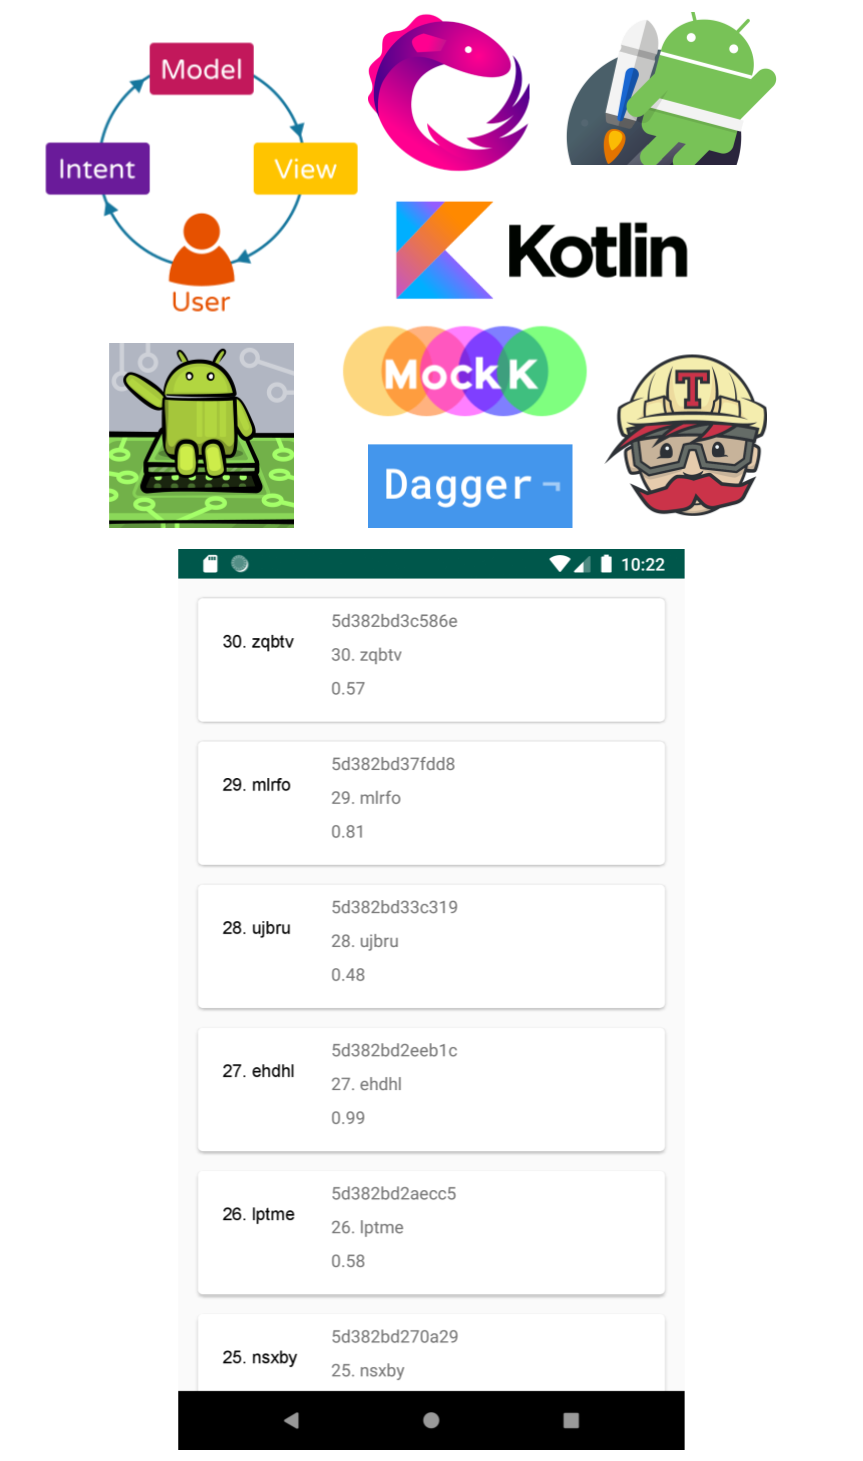 Model
Intent
View
User
Kotlin
MockK
T
Dagger ¬
10:22
30. zqbtv
5d382bd3c586e
30. zqbtv
0.57
29. mlrfo
5d382bd37fdd8
29. mlrfo
0.81
28. ujbru
5d382bd33c319
28. ujbru
0.48
27. ehdhl
5d382bd2eeb1c
27. ehdhl
0.99
26. lptme
5d382bd2aecc5
26. lptme
0.58
25. nsxby
5d382bd270a29
25. nsxby